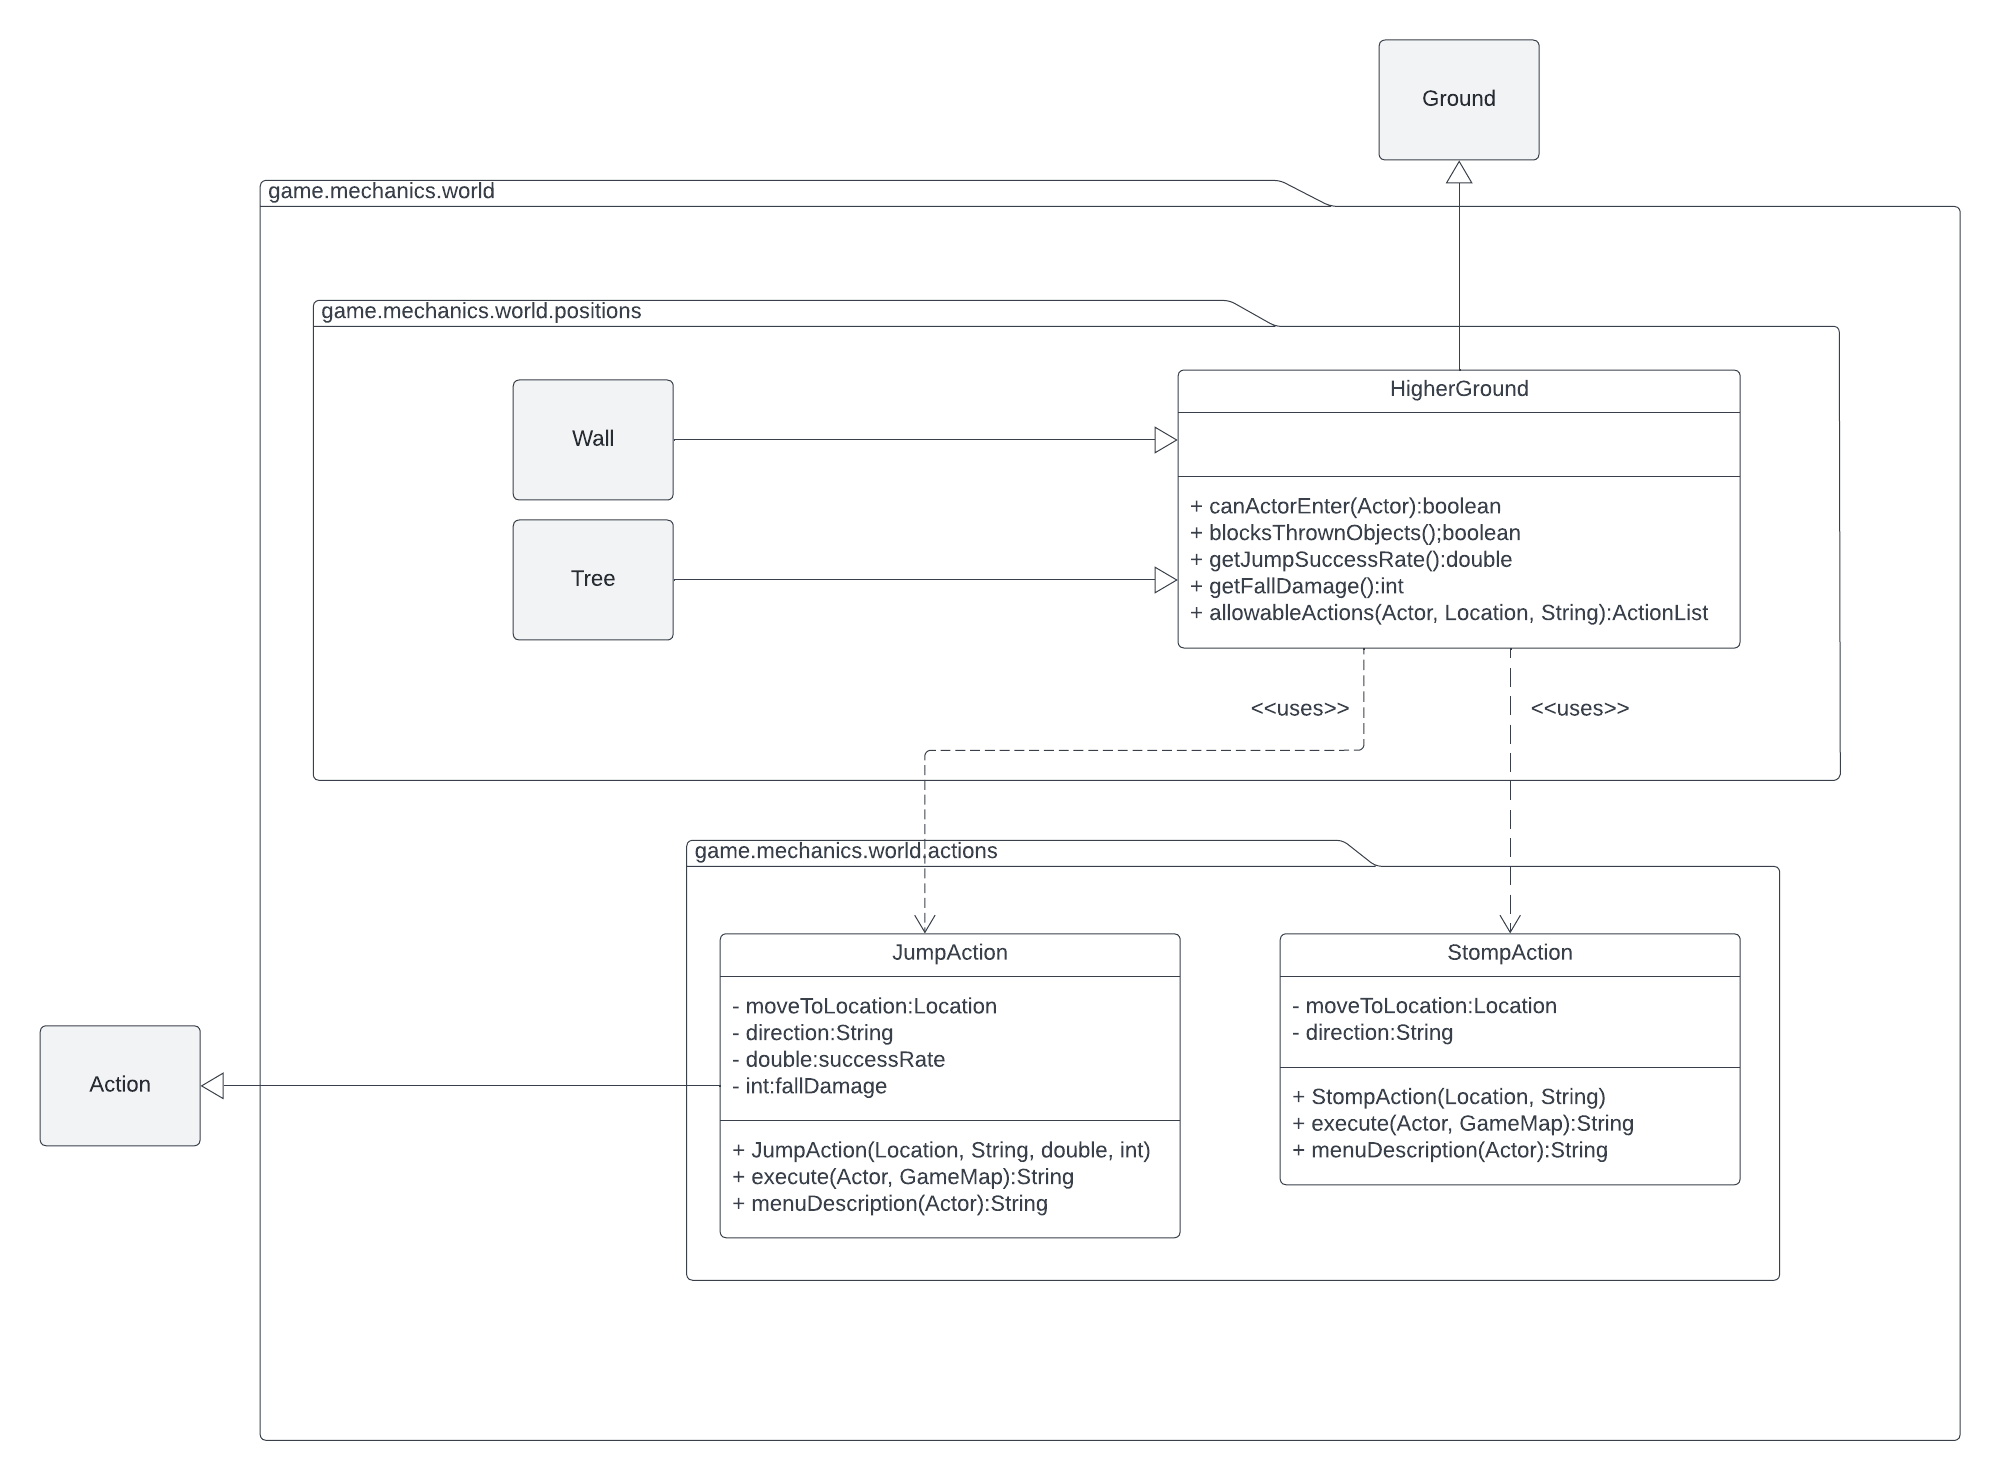 Ground
game.mechanics.world
game.mechanics.world.positions
Wall
Tree
HigherGround
+ canActorEnter(Actor):boolean
+ blocksThrownObjects();boolean
+ getJumpSuccessRate():double
+ getFallDamage():int
+ allowableActions(Actor, Location, String):ActionList
<<uses>>
<<uses>>
game.mechanics.world.actions
Action
JumpAction
- moveToLocation:Location
- direction:String
- double:successRate
- int:fallDamage
+ JumpAction(Location, String, double, int)
+ execute(Actor, GameMap):String
+ menuDescription(Actor):String
StompAction
- moveToLocation:Location
- direction:String
+ StompAction(Location, String)
+ execute(Actor, GameMap):String
+ menuDescription(Actor):String